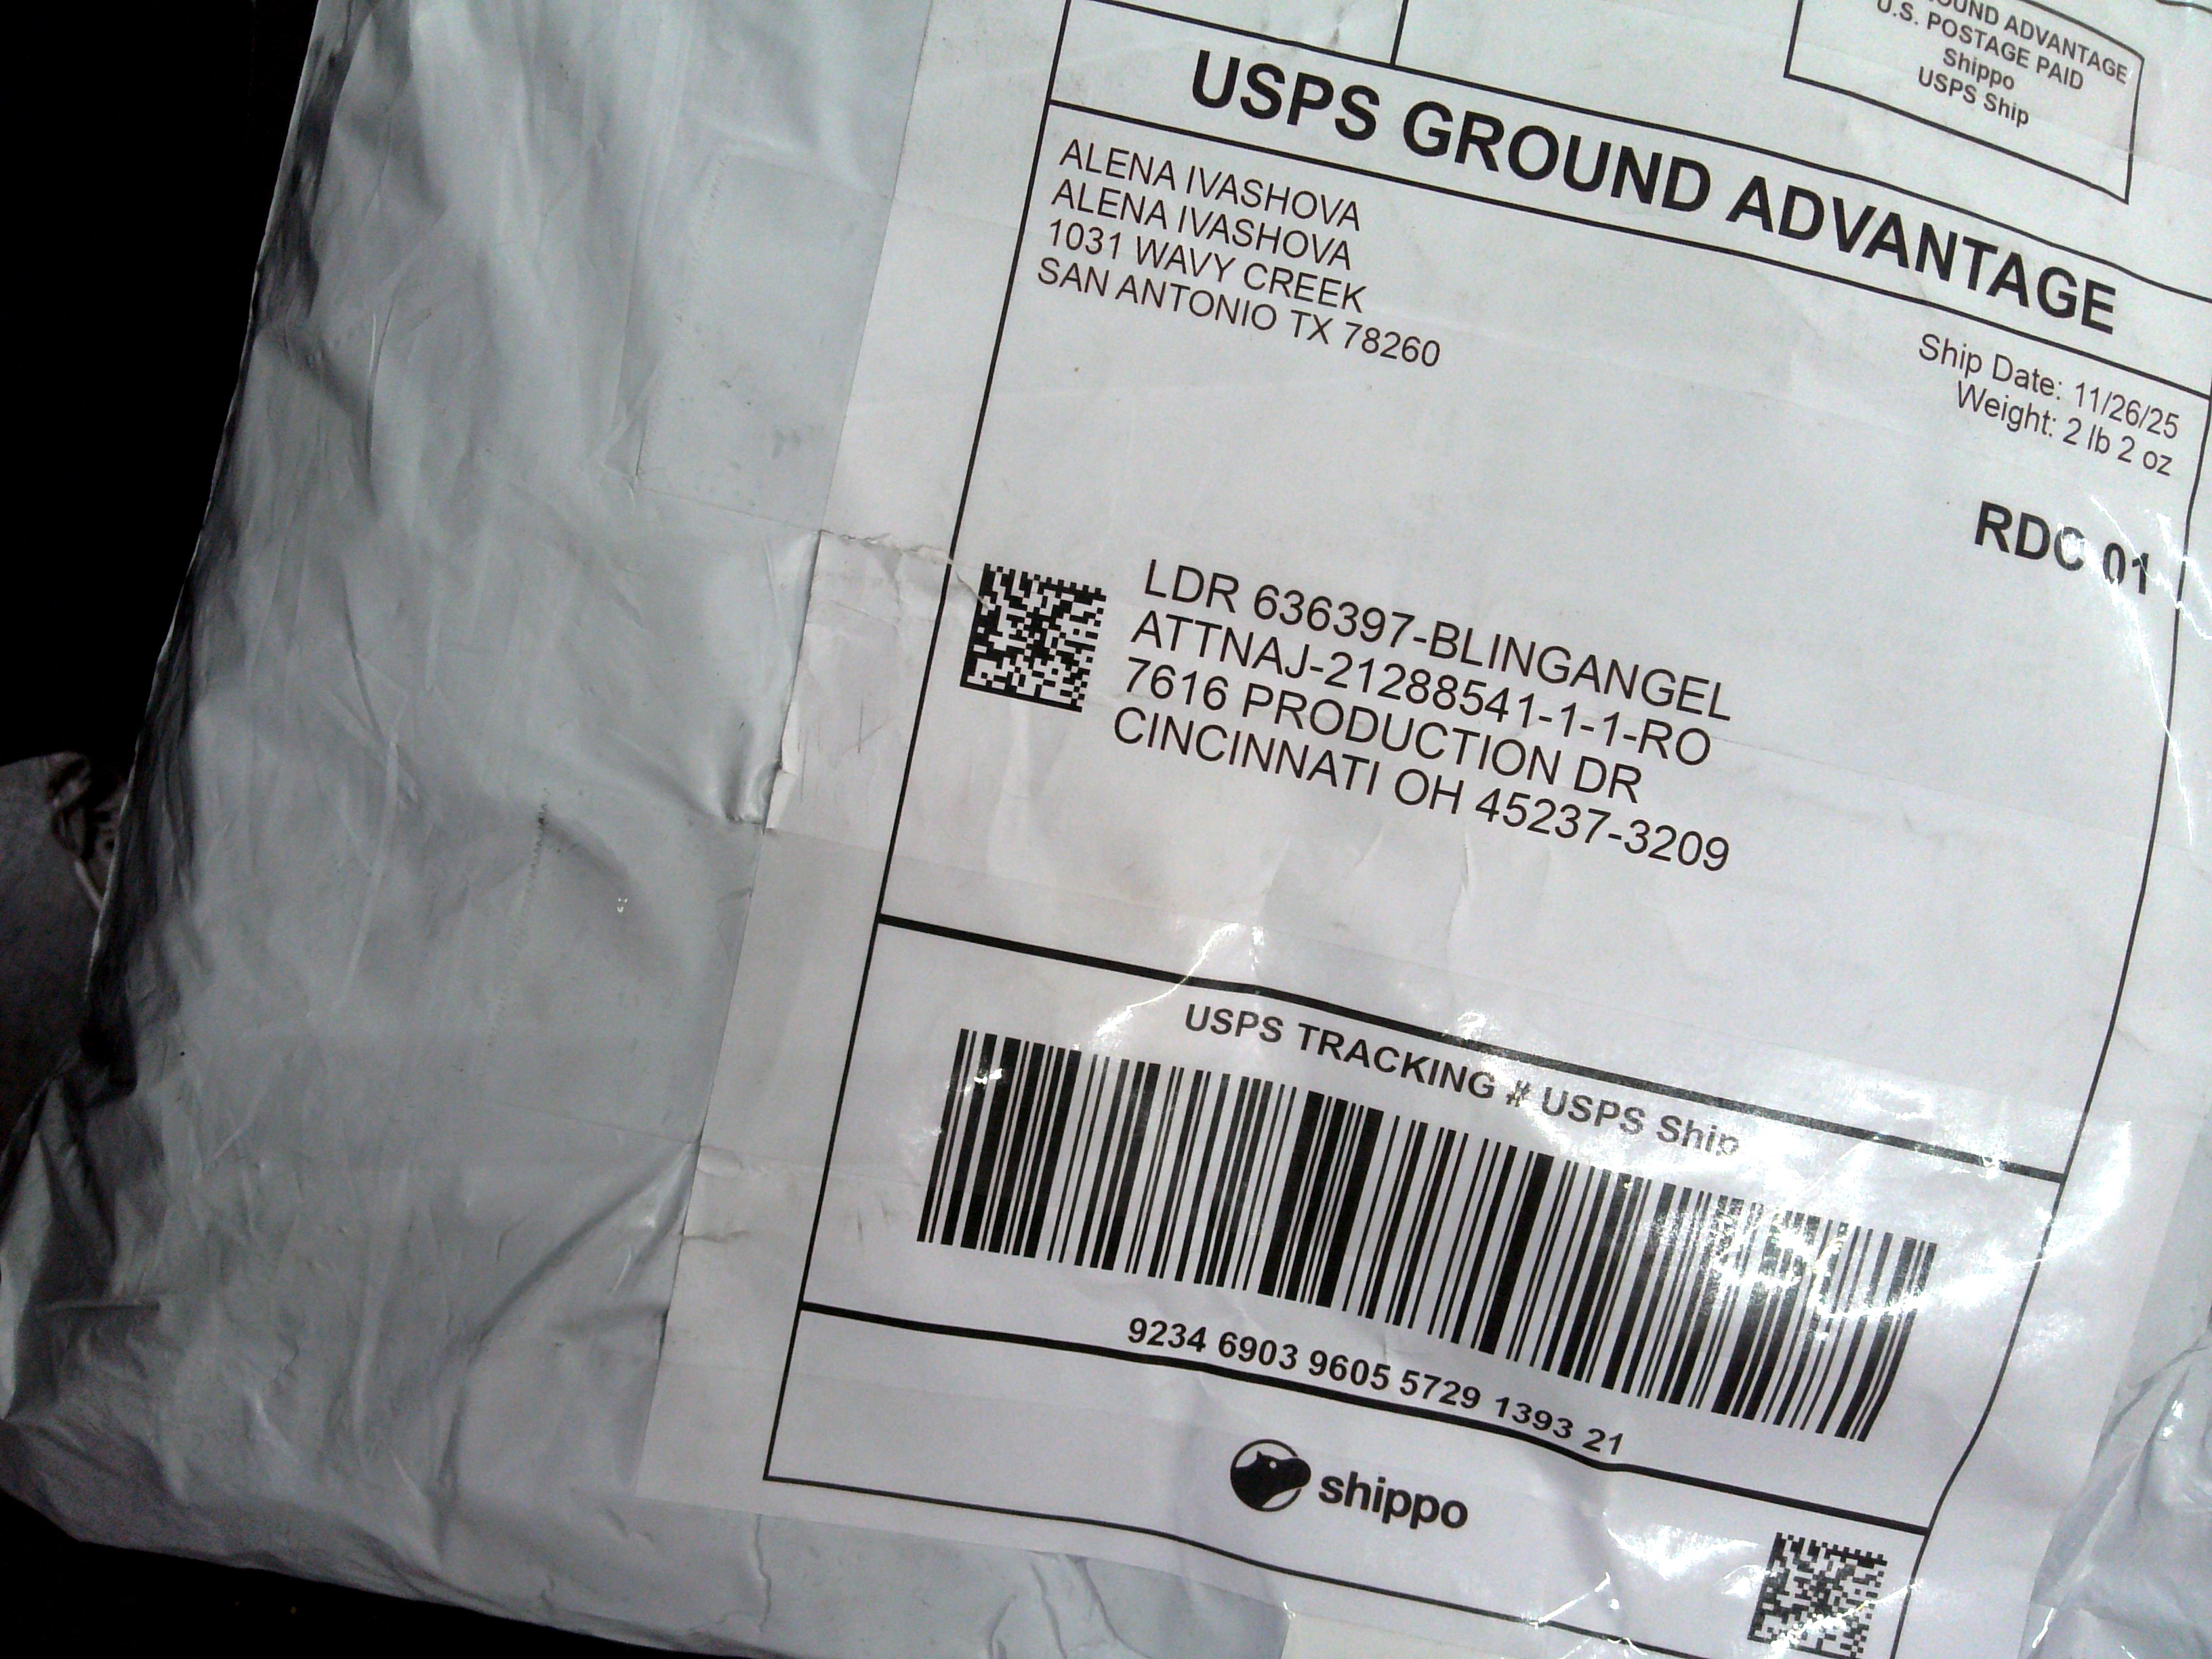 GROUND ADVANTAGE
U.S. POSTAGE PAID
Shippo
USPS Ship
USPS GROUND ADVANTAGE
ALENA IVASHOVA
ALENA IVASHOVA
1031 WAVY CREEK
SAN ANTONIO TX 78260
Ship Date: 11/26/25
Weight: 2 lb 2 oz
RDC 01
LDR 636397-BLINGANGEL
ATTNAJ-21288541-1-1-RO
7616 PRODUCTION DR
CINCINNATI OH 45237-3209
USPS TRACKING # USPS Ship
9234 6903 9605 5729 1393 21
shippo